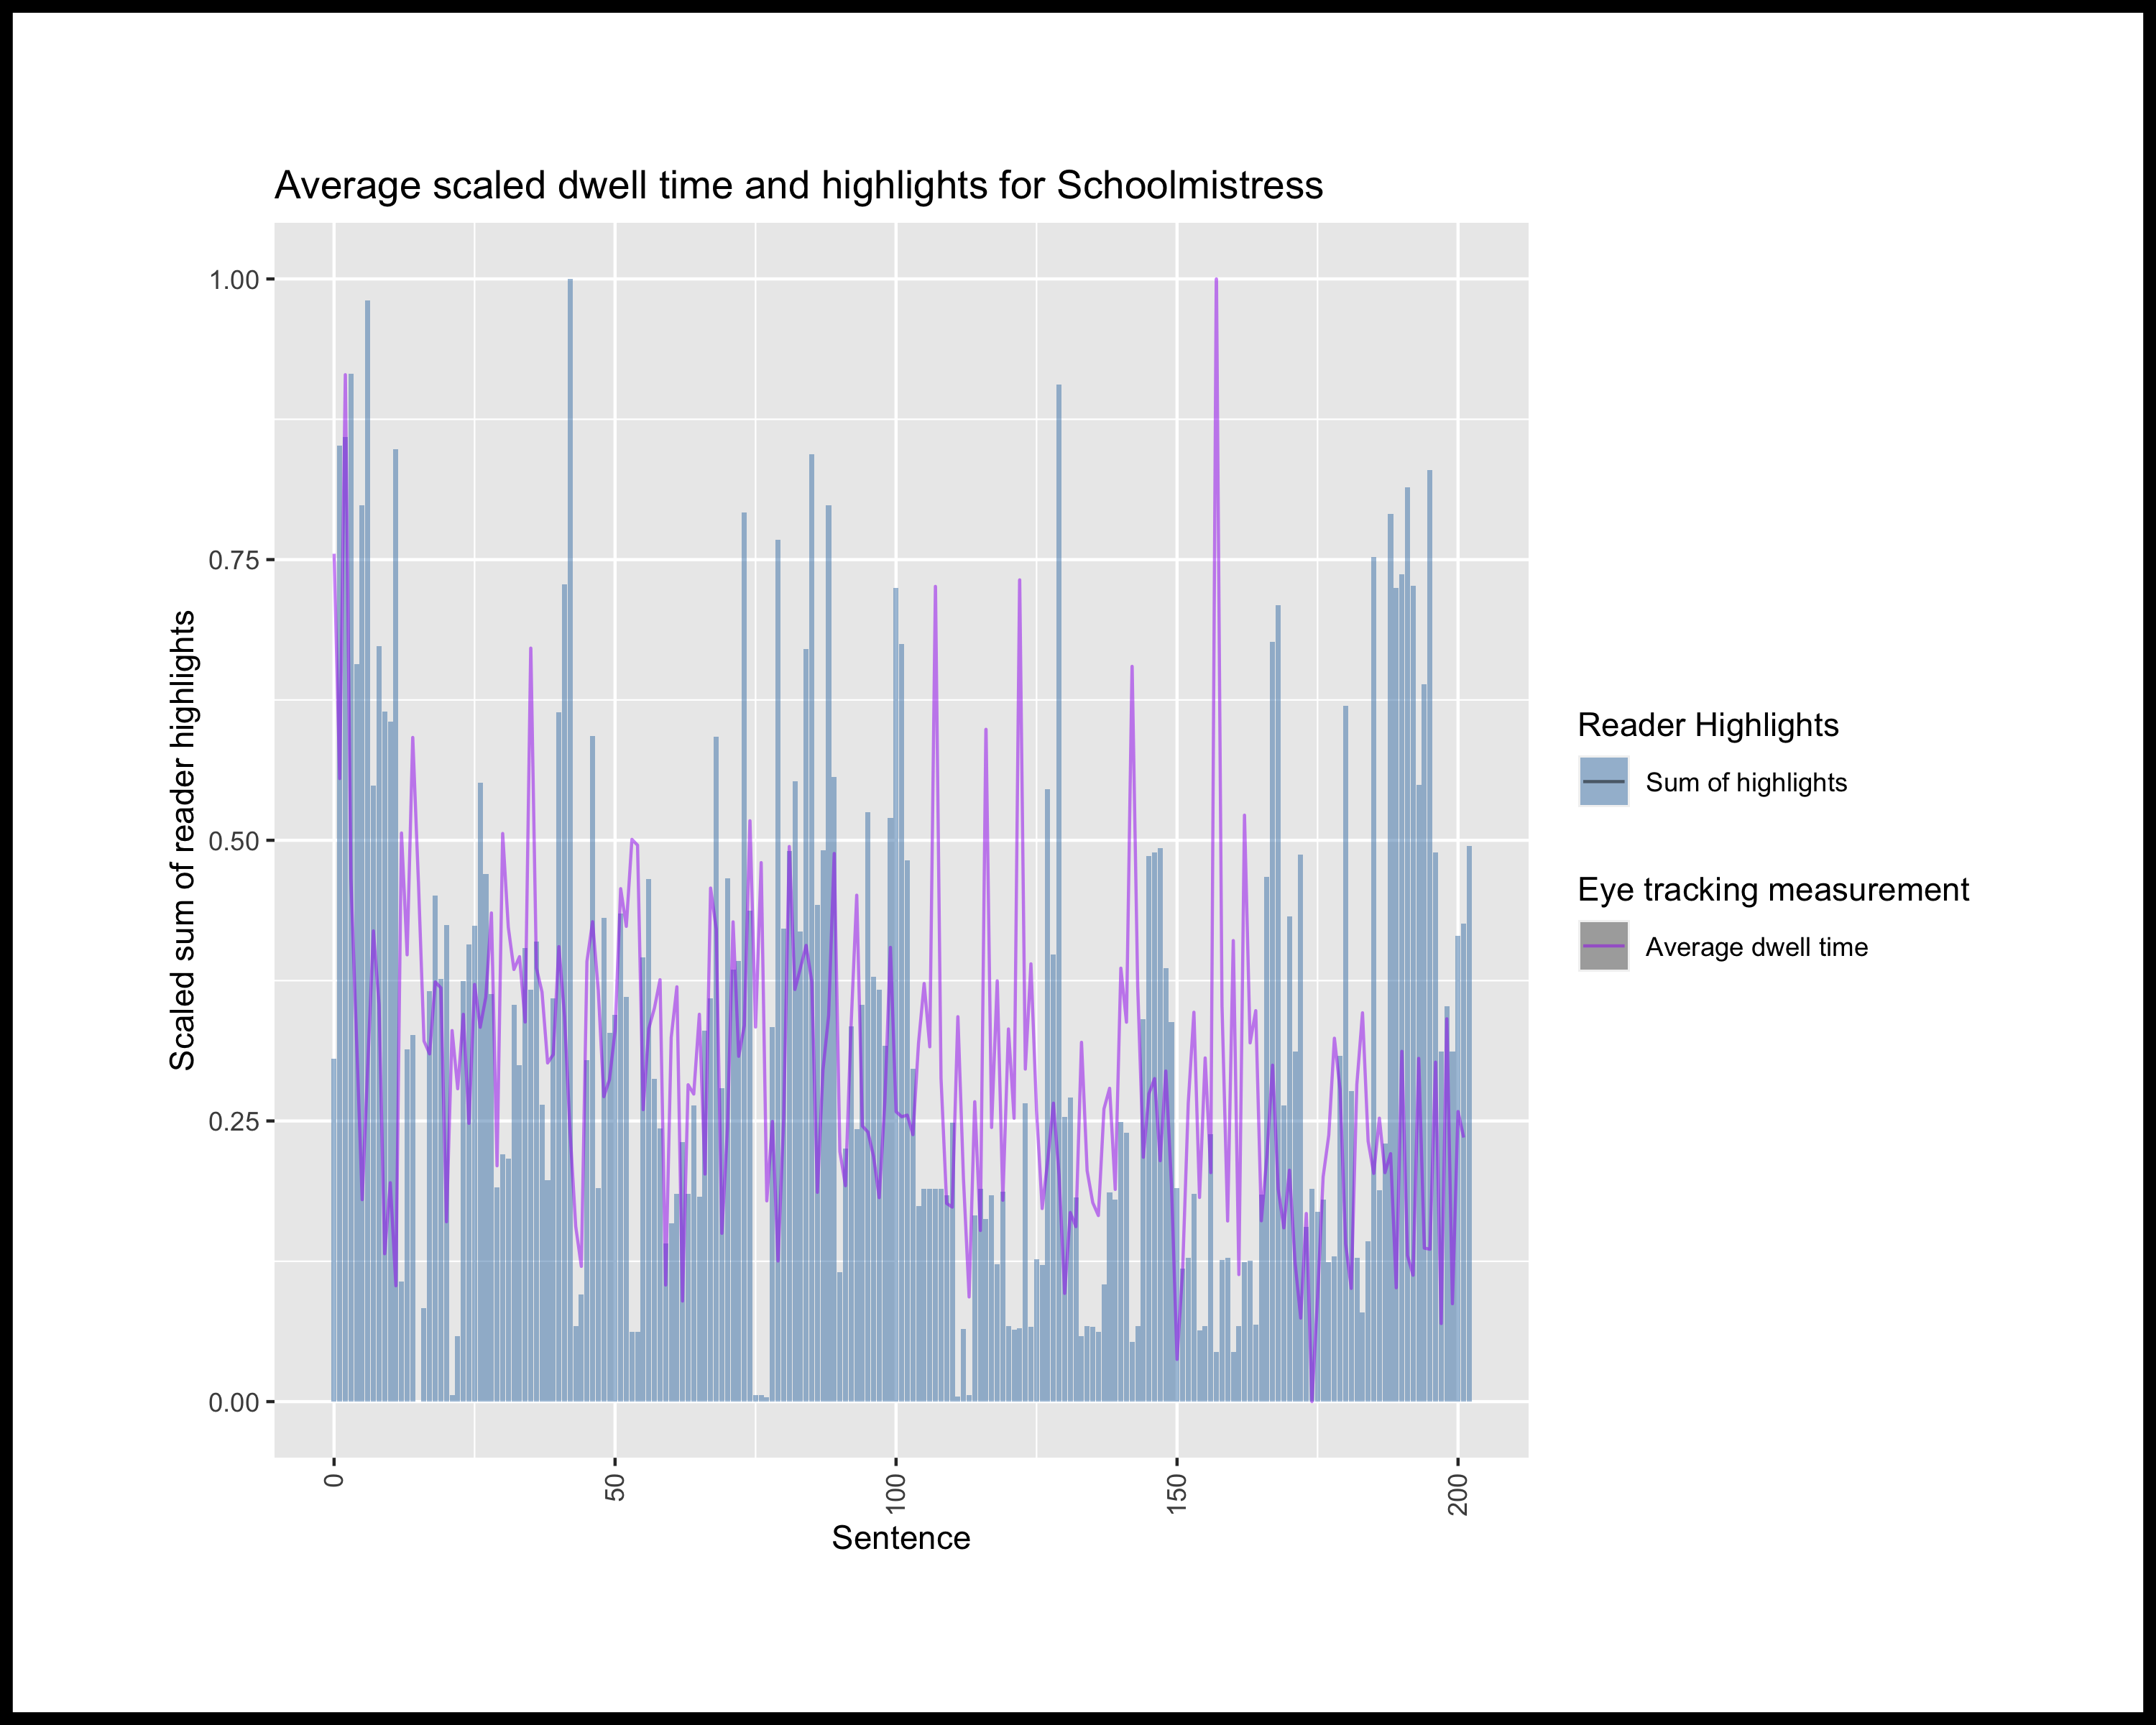 Average scaled dwell time and highlights for Schoolmistress
Scaled sum of reader highlights
1.00
0.75
0.50
0.25
0.00
0
50
100
150
200
Sentence
Reader Highlights
Sum of highlights
Eye tracking measurement
Average dwell time